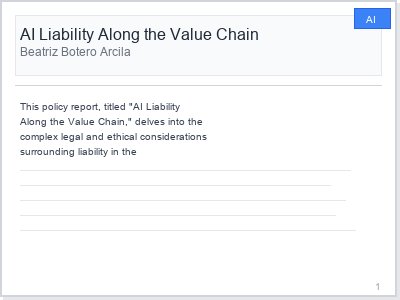 AI
AI Liability Along the Value Chain
Beatriz Botero Arcila
This policy report, titled "AI Liability
Along the Value Chain," delves into the
complex legal and ethical considerations
surrounding liability in the
1